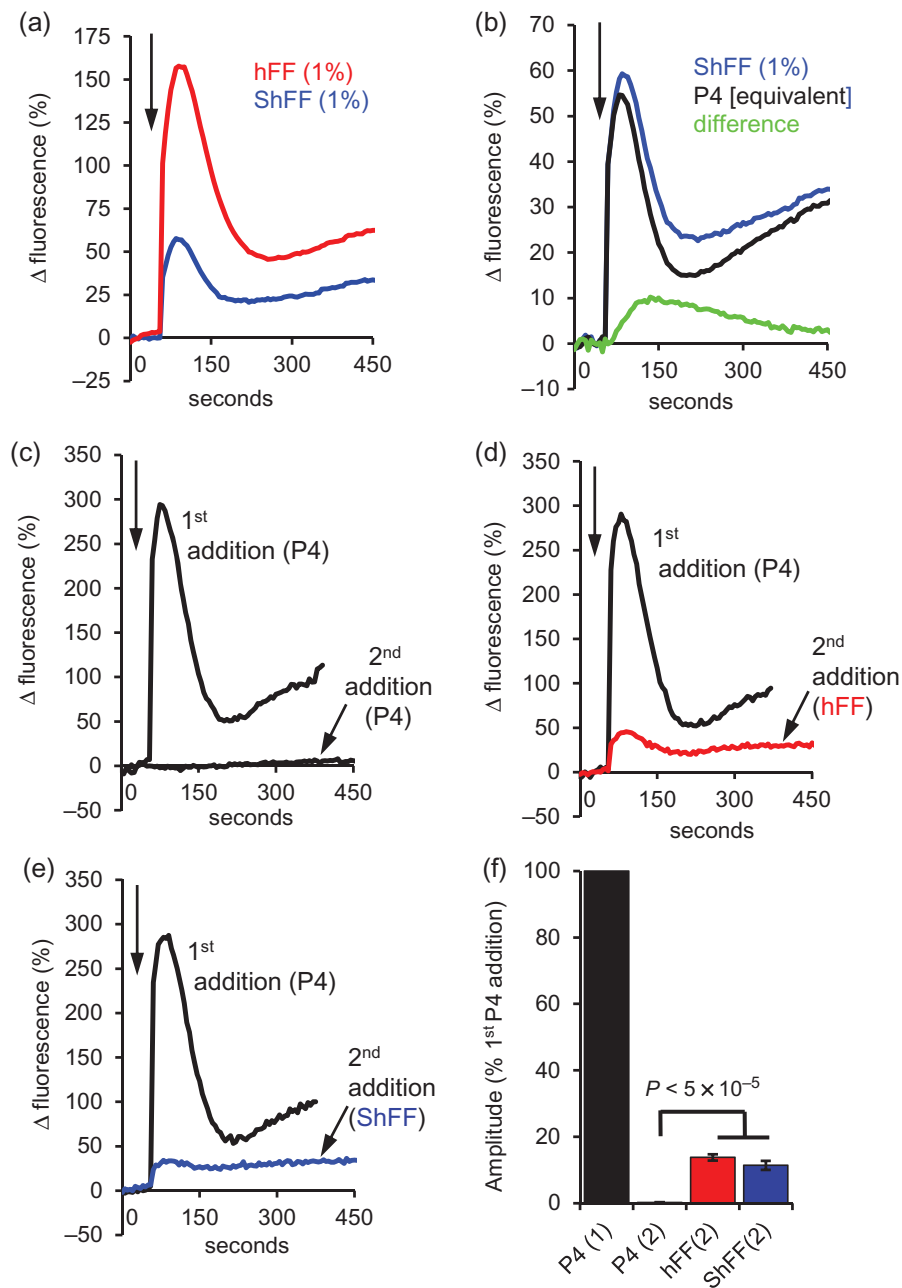 (a)
175
150
125
100
75
50
25
0
–25
Δ fluorescence (%)
hFF (1%)
ShFF (1%)
0 150 300 450
seconds
(b)
70
60
50
40
30
20
10
0
–10
Δ fluorescence (%)
ShFF (1%)
P4 [equivalent]
difference
0 150 300 450
seconds
(c)
350
300
250
200
150
100
50
0
–50
Δ fluorescence (%)
1st
addition (P4)
2nd
addition
(P4)
0 150 300 450
seconds
(d)
350
300
250
200
150
100
50
0
–50
Δ fluorescence (%)
1st
addition (P4)
2nd
addition
(hFF)
0 150 300 450
seconds
(e)
350
300
250
200
150
100
50
0
–50
Δ fluorescence (%)
1st
addition (P4)
2nd
addition
(ShFF)
0 150 300 450
seconds
(f)
100
80
60
40
20
0
Amplitude (% 1st P4 addition)
P < 5 × 10–5
P4 (1)
P4 (2)
hFF(2)
ShFF(2)